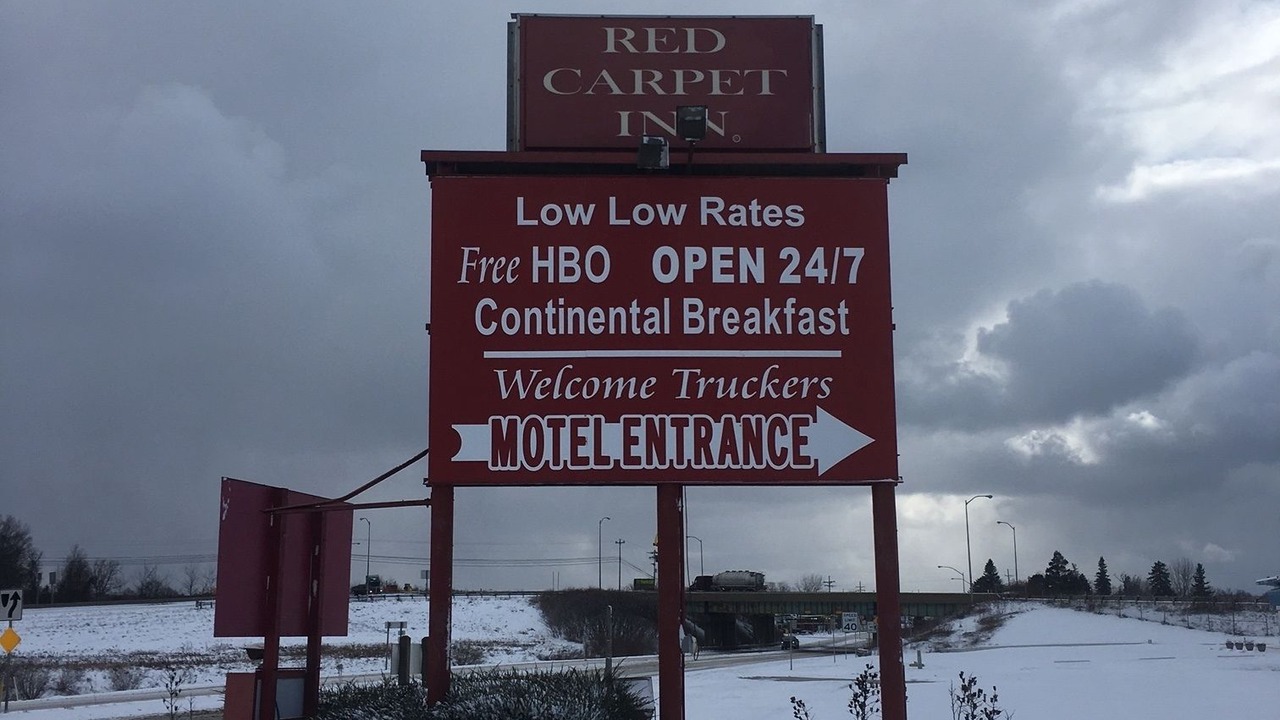 RED
CARPET
INN
Low Low Rates
Free HBO OPEN 24/7
Continental Breakfast
Welcome Truckers
MOTEL ENTRANCE
40